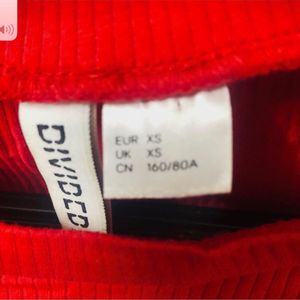 DIVIDED
EUR XS
UK XS
CN 160/80A